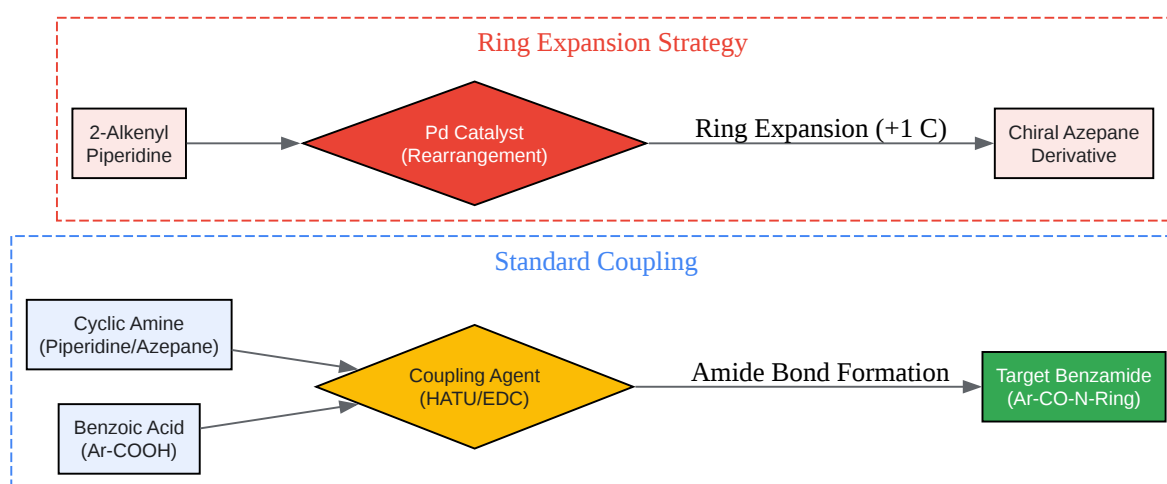 Ring Expansion Strategy
2-Alkenyl
Piperidine
Pd Catalyst
(Rearrangement)
Ring Expansion (+1 C)
Chiral Azepane
Derivative
Standard Coupling
Cyclic Amine
(Piperidine/Azepane)
Benzoic Acid
(Ar-COOH)
Coupling Agent
(HATU/EDC)
Amide Bond Formation
Target Benzamide
(Ar-CO-N-Ring)